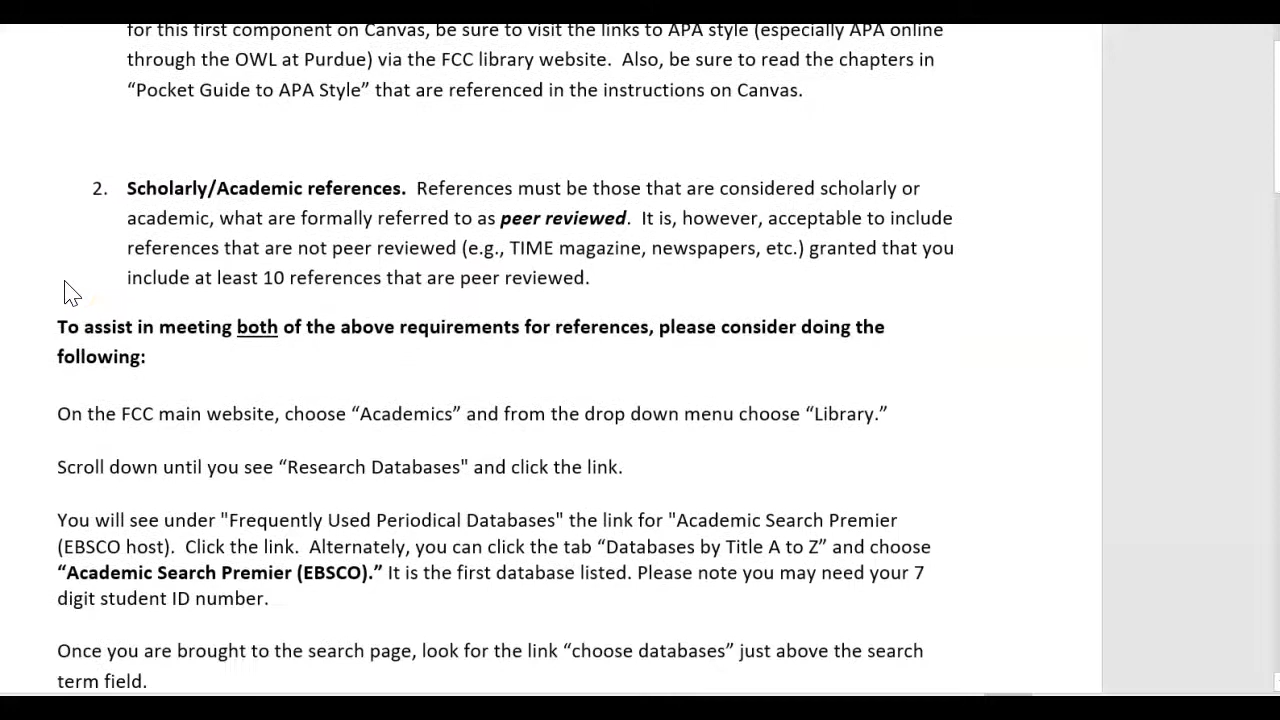 for this first component on Canvas, be sure to visit the links to APA style (especially APA online
through the OWL at Purdue) via the FCC library website.  Also, be sure to read the chapters in
“Pocket Guide to APA Style” that are referenced in the instructions on Canvas.
2. Scholarly/Academic references.  References must be those that are considered scholarly or
academic, what are formally referred to as peer reviewed.  It is, however, acceptable to include
references that are not peer reviewed (e.g., TIME magazine, newspapers, etc.) granted that you
include at least 10 references that are peer reviewed.
To assist in meeting both of the above requirements for references, please consider doing the
following:
On the FCC main website, choose “Academics” and from the drop down menu choose “Library.”
Scroll down until you see “Research Databases" and click the link.
You will see under "Frequently Used Periodical Databases" the link for "Academic Search Premier
(EBSCO host).  Click the link.  Alternately, you can click the tab “Databases by Title A to Z” and choose
“Academic Search Premier (EBSCO).” It is the first database listed. Please note you may need your 7
digit student ID number.
Once you are brought to the search page, look for the link “choose databases” just above the search
term field.